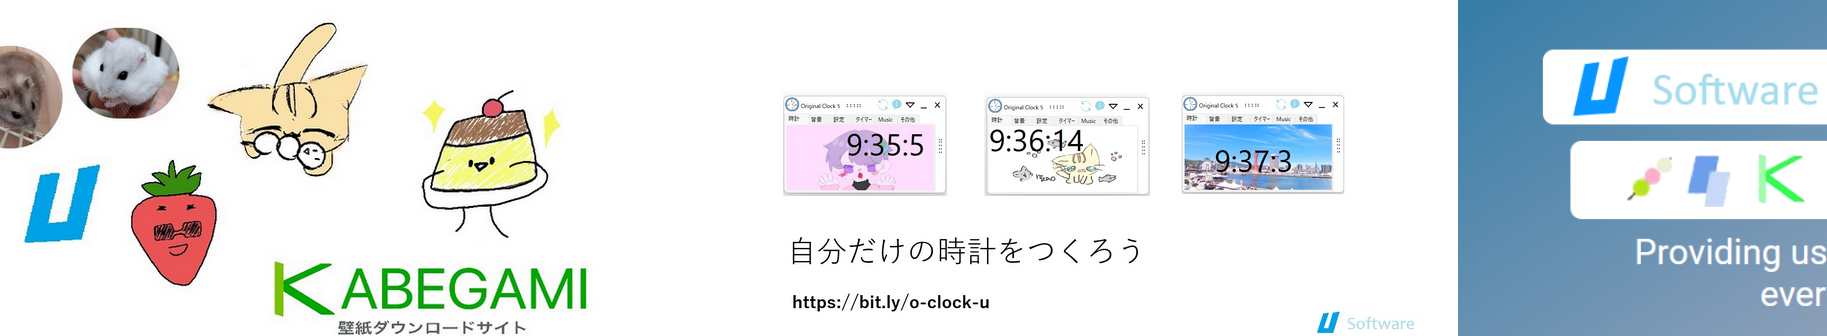 KABEGAMI
壁紙ダウンロードサイト
Original Clock 5
時計 背景 設定 タイマー Music その他
9:35:5
Original Clock 5
時計 背景 設定 タイマー Music その他
9:36:14
Original Clock 5
時計 背景 設定 タイマー Music その他
9:37:3
自分だけの時計をつくろう
https://bit.ly/o-clock-u
U Software
U Software
K
Providing us
ever